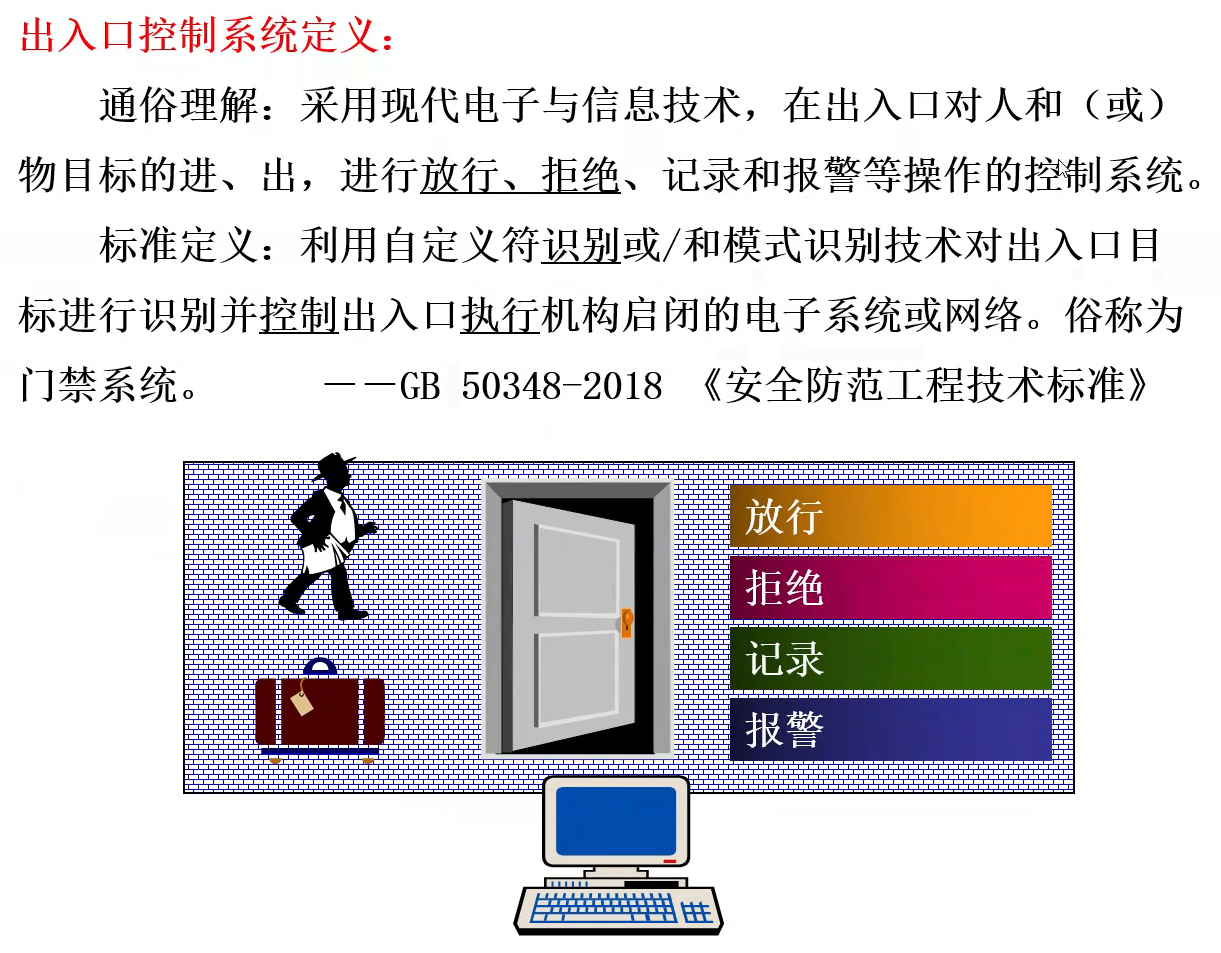 出入口控制系统定义：
通俗理解：采用现代电子与信息技术，在出入口对人和（或）
物目标的进、出，进行放行、拒绝、记录和报警等操作的控制系统。
标准定义：利用自定义符识别或/和模式识别技术对出入口目
标进行识别并控制出入口执行机构启闭的电子系统或网络。俗称为
门禁系统。 ——GB 50348-2018 《安全防范工程技术标准》
放行
拒绝
记录
报警